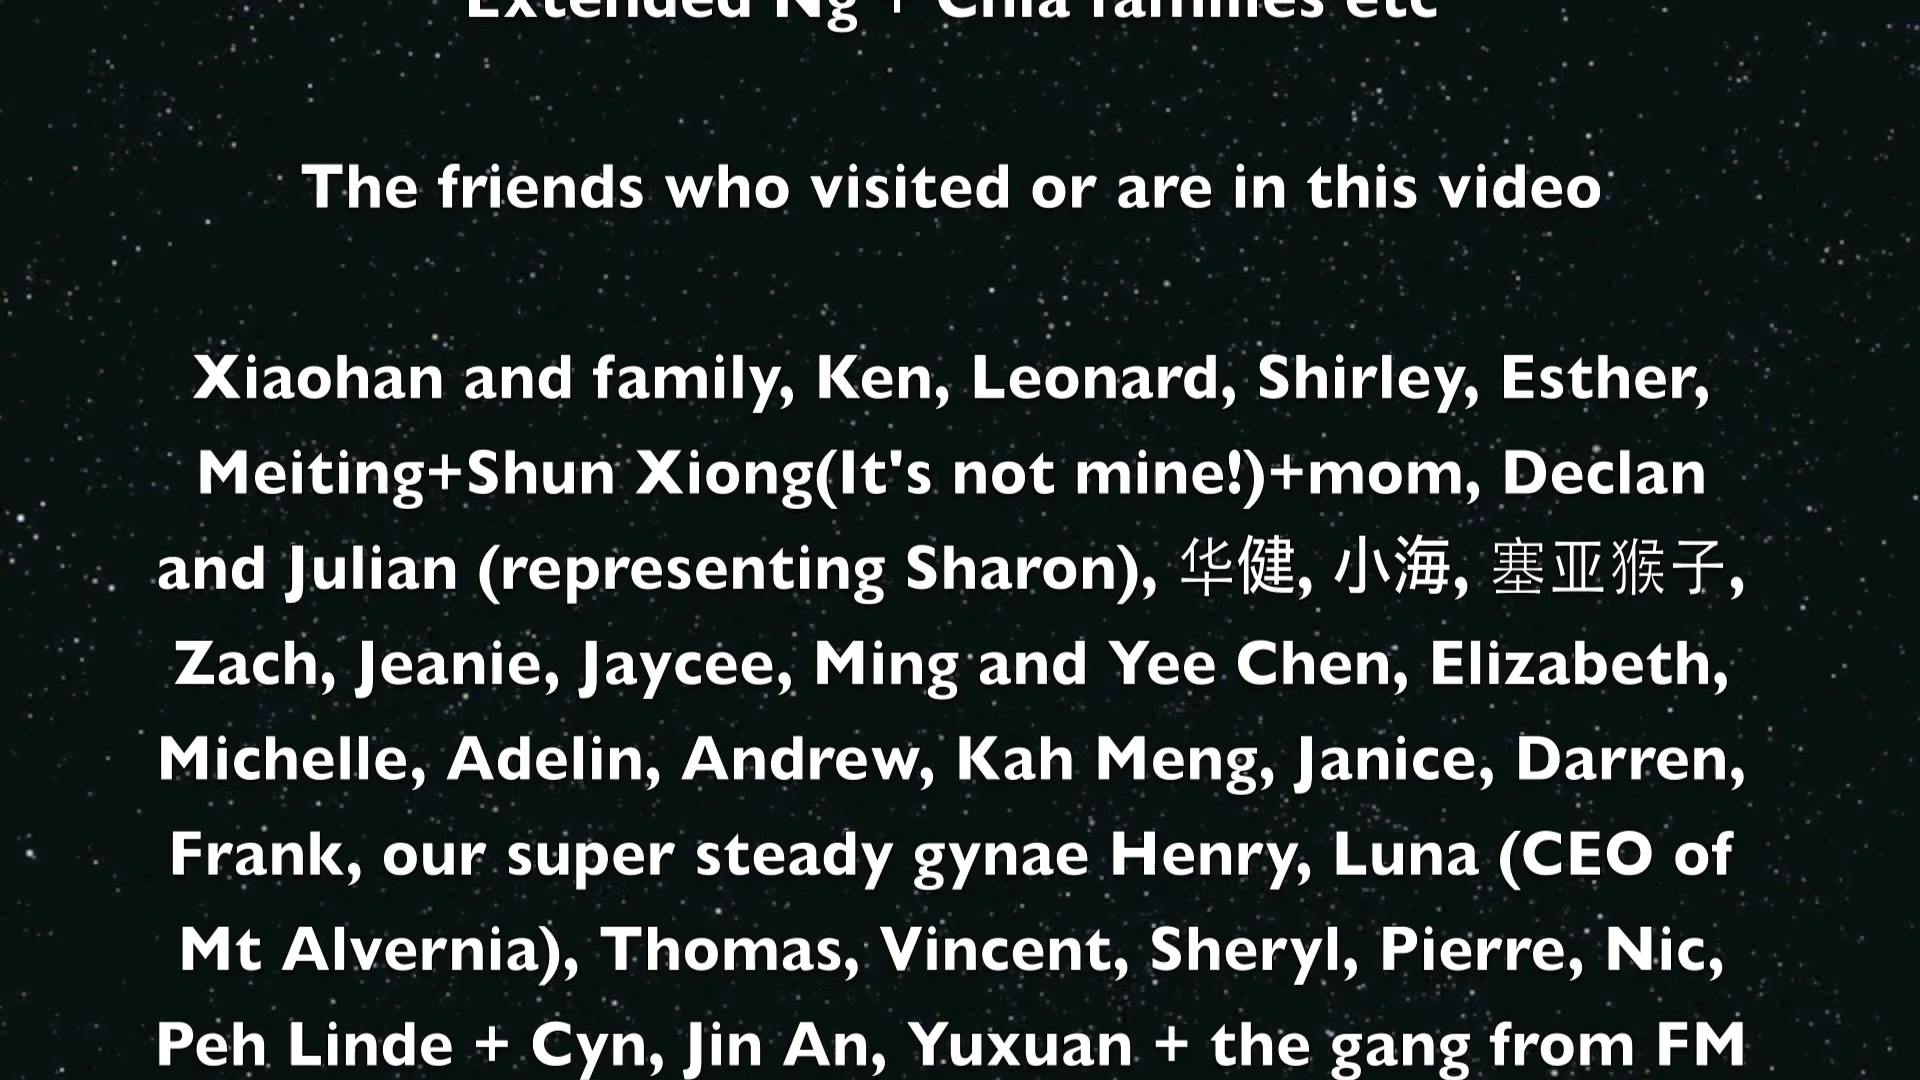 Extended Ng + Chia families etc
The friends who visited or are in this video
Xiaohan and family, Ken, Leonard, Shirley, Esther,
Meiting+Shun Xiong(It's not mine!)+mom, Declan
and Julian (representing Sharon), 华健, 小海, 塞亚猴子,
Zach, Jeanie, Jaycee, Ming and Yee Chen, Elizabeth,
Michelle, Adelin, Andrew, Kah Meng, Janice, Darren,
Frank, our super steady gynae Henry, Luna (CEO of
Mt Alvernia), Thomas, Vincent, Sheryl, Pierre, Nic,
Peh Linde + Cyn, Jin An, Yuxuan + the gang from FM